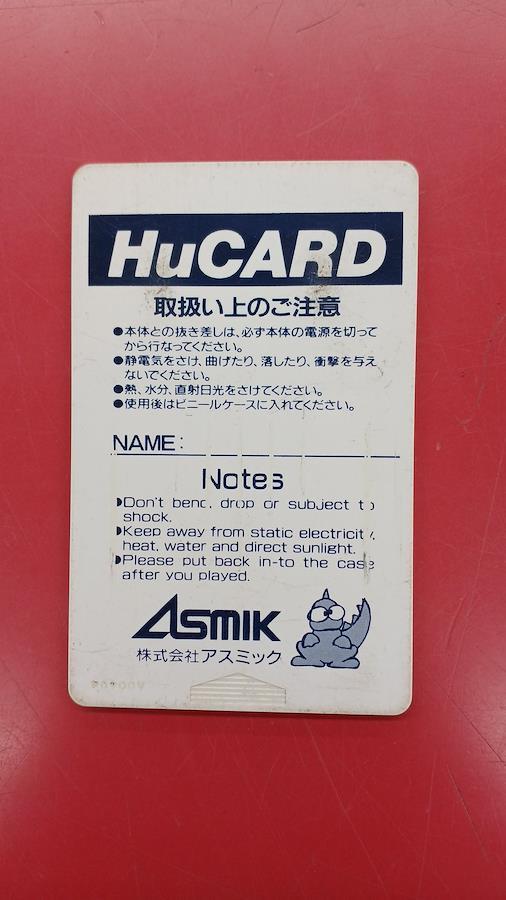 HuCARD
取扱い上のご注意
●本体との抜き差しは、必ず本体の電源を切って
から行なってください。
●静電気をさけ、曲げたり、落したり、衝撃を与え
ないでください。
●熱、水分、直射日光をさけてください。
●使用後はビニールケースに入れてください。
NAME:
Notes
Don't bend, drop or subject to
shock.
Keep away from static electricity,
heat, water and direct sunlight.
Please put back in-to the case
after you played.
ASMIK
株式会社アスミック